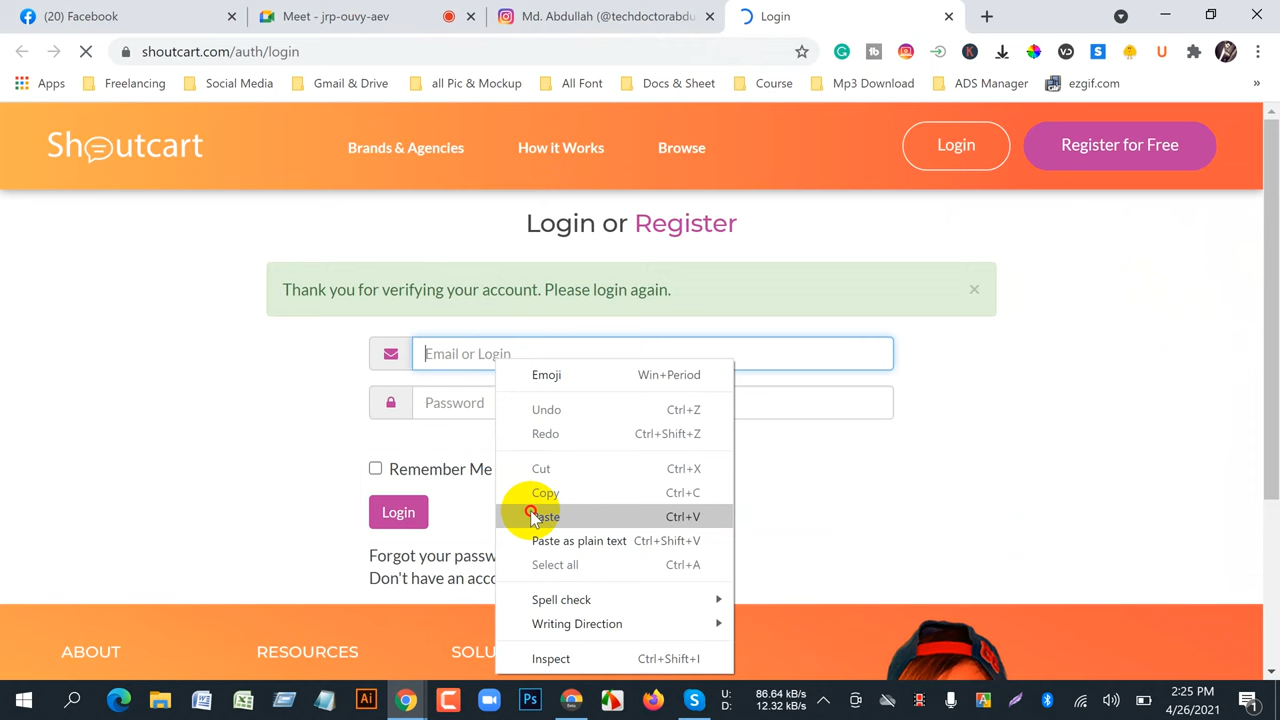 (20) Facebook
Meet - jrp-ouvy-aev
Md. Abdullah (@techdoctorabdu
Login
shoutcart.com/auth/login
Apps
Freelancing
Social Media
Gmail & Drive
all Pic & Mockup
All Font
Docs & Sheet
Course
Mp3 Download
ADS Manager
ezgif.com
»
Shoutcart
Brands & Agencies
How it Works
Browse
Login
Register for Free
Login or Register
Thank you for verifying your account. Please login again.
Email or Login
Password
Remember Me
Login
Forgot your passw
Don't have an acco
Emoji Win+Period
Undo Ctrl+Z
Redo Ctrl+Shift+Z
Cut Ctrl+X
Copy Ctrl+C
Paste Ctrl+V
Paste as plain text Ctrl+Shift+V
Select all Ctrl+A
Spell check
Writing Direction
Inspect Ctrl+Shift+I
ABOUT
RESOURCES
SOLU
U: 86.64 kB/s
D: 12.32 kB/s
2:25 PM
4/26/2021
1